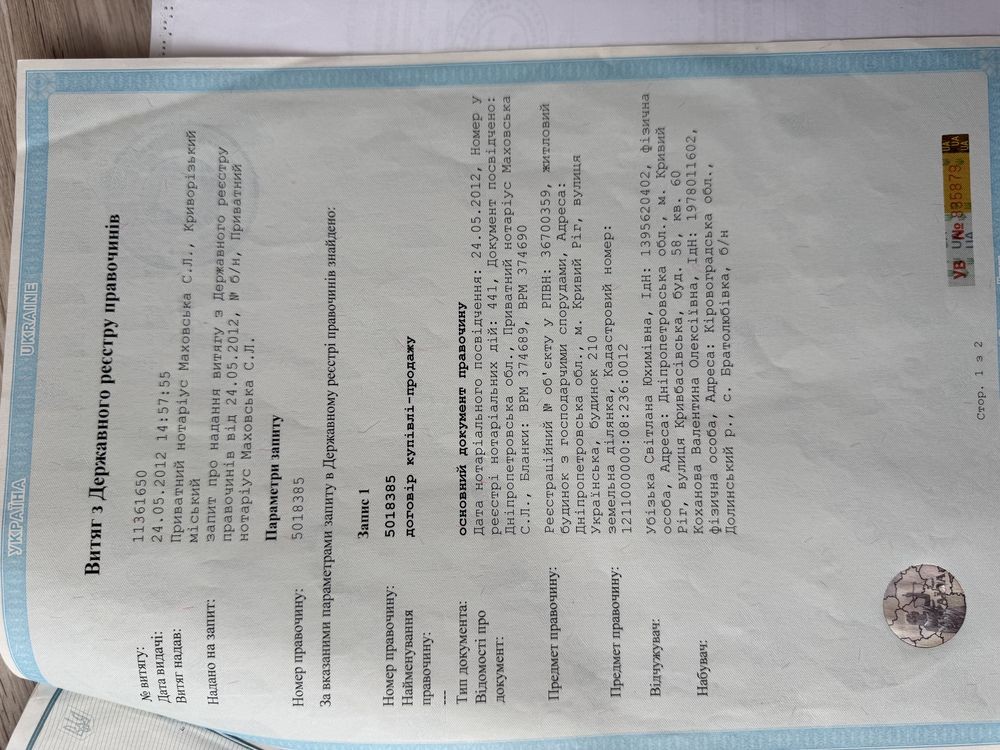 УКРАЇНА
UKRAINE
Витяг з Державного реєстру правочинів
№ витягу: 11361650
Дата видачі: 24.05.2012 14:57:55
Витяг надав: Приватний нотаріус Маховська С.Л., Криворізький
міський
Надано на запит: запит про надання витягу з Державного реєстру
правочинів від 24.05.2012, № б/н, Приватний
нотаріус Маховська С.Л.
Параметри запиту
Номер правочину: 5018385
За вказаними параметрами запиту в Державному реєстрі правочинів знайдено:
Запис 1
Номер правочину: 5018385
Найменування договір купівлі-продажу
правочину:
---
Тип документа: основний документ правочину
Відомості про Дата нотаріального посвідчення: 24.05.2012, Номер у
документ: реєстрі нотаріальних дій: 441, Документ посвідчено:
Дніпропетровська обл., Приватний нотаріус Маховська
С.Л., Бланки: ВРМ 374689, ВРМ 374690
Предмет правочину: Реєстраційний № об'єкту у РПВН: 36700359, житловий
будинок з господарчими спорудами, Адреса:
Дніпропетровська обл., м. Кривий Ріг, вулиця
Українська, будинок 210
Предмет правочину: земельна ділянка, Кадастровий номер:
1211000000:08:236:0012
Відчужувач: Убізька Світлана Юхимівна, ІдН: 1395620402, фізична
особа, Адреса: Дніпропетровська обл., м. Кривий
Ріг, вулиця Кривбасівська, буд. 58, кв. 60
Набувач: Коханова Валентина Олексіївна, ІдН: 1978011602,
фізична особа, Адреса: Кіровоградська обл.,
Долинський р., с. Братолюбівка, б/н
УВ № 885879
UA
UA
UA
Стор. 1 з 2